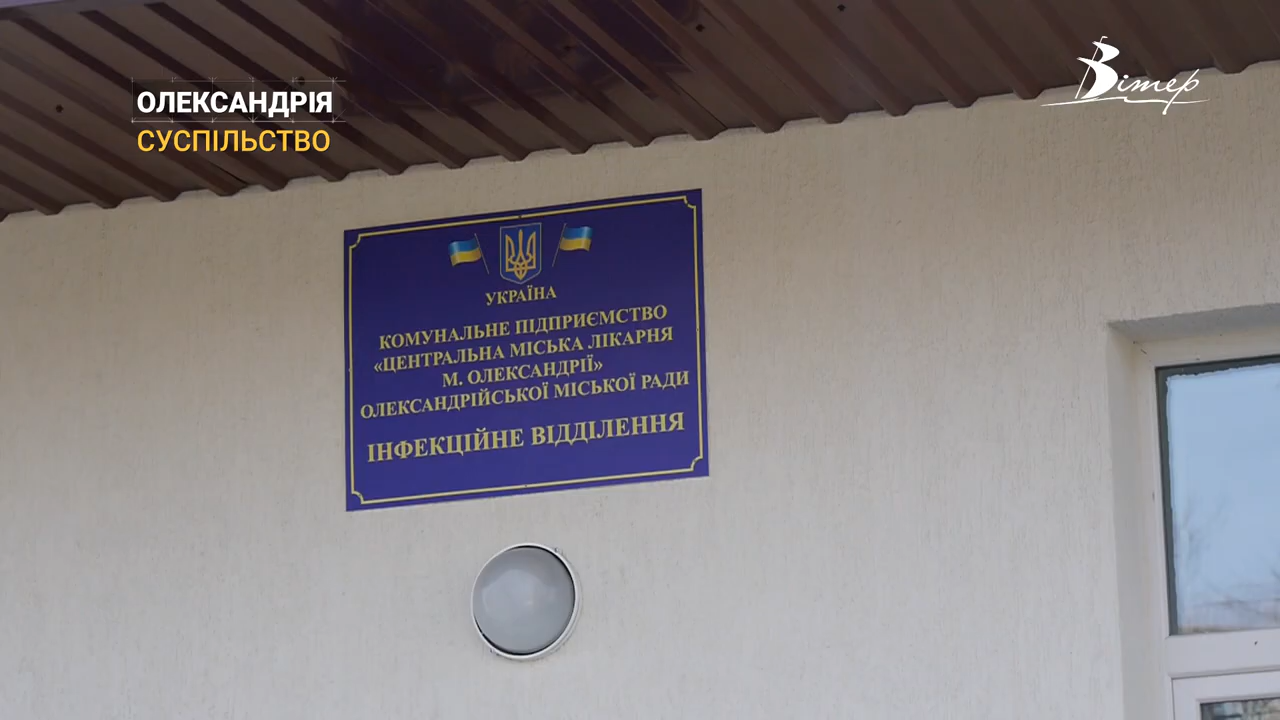 ОЛЕКСАНДРІЯ
СУСПІЛЬСТВО
Вітер
УКРАЇНА
КОМУНАЛЬНЕ ПІДПРИЄМСТВО
«ЦЕНТРАЛЬНА МІСЬКА ЛІКАРНЯ
М. ОЛЕКСАНДРІЇ»
ОЛЕКСАНДРІЙСЬКОЇ МІСЬКОЇ РАДИ
ІНФЕКЦІЙНЕ ВІДДІЛЕННЯ